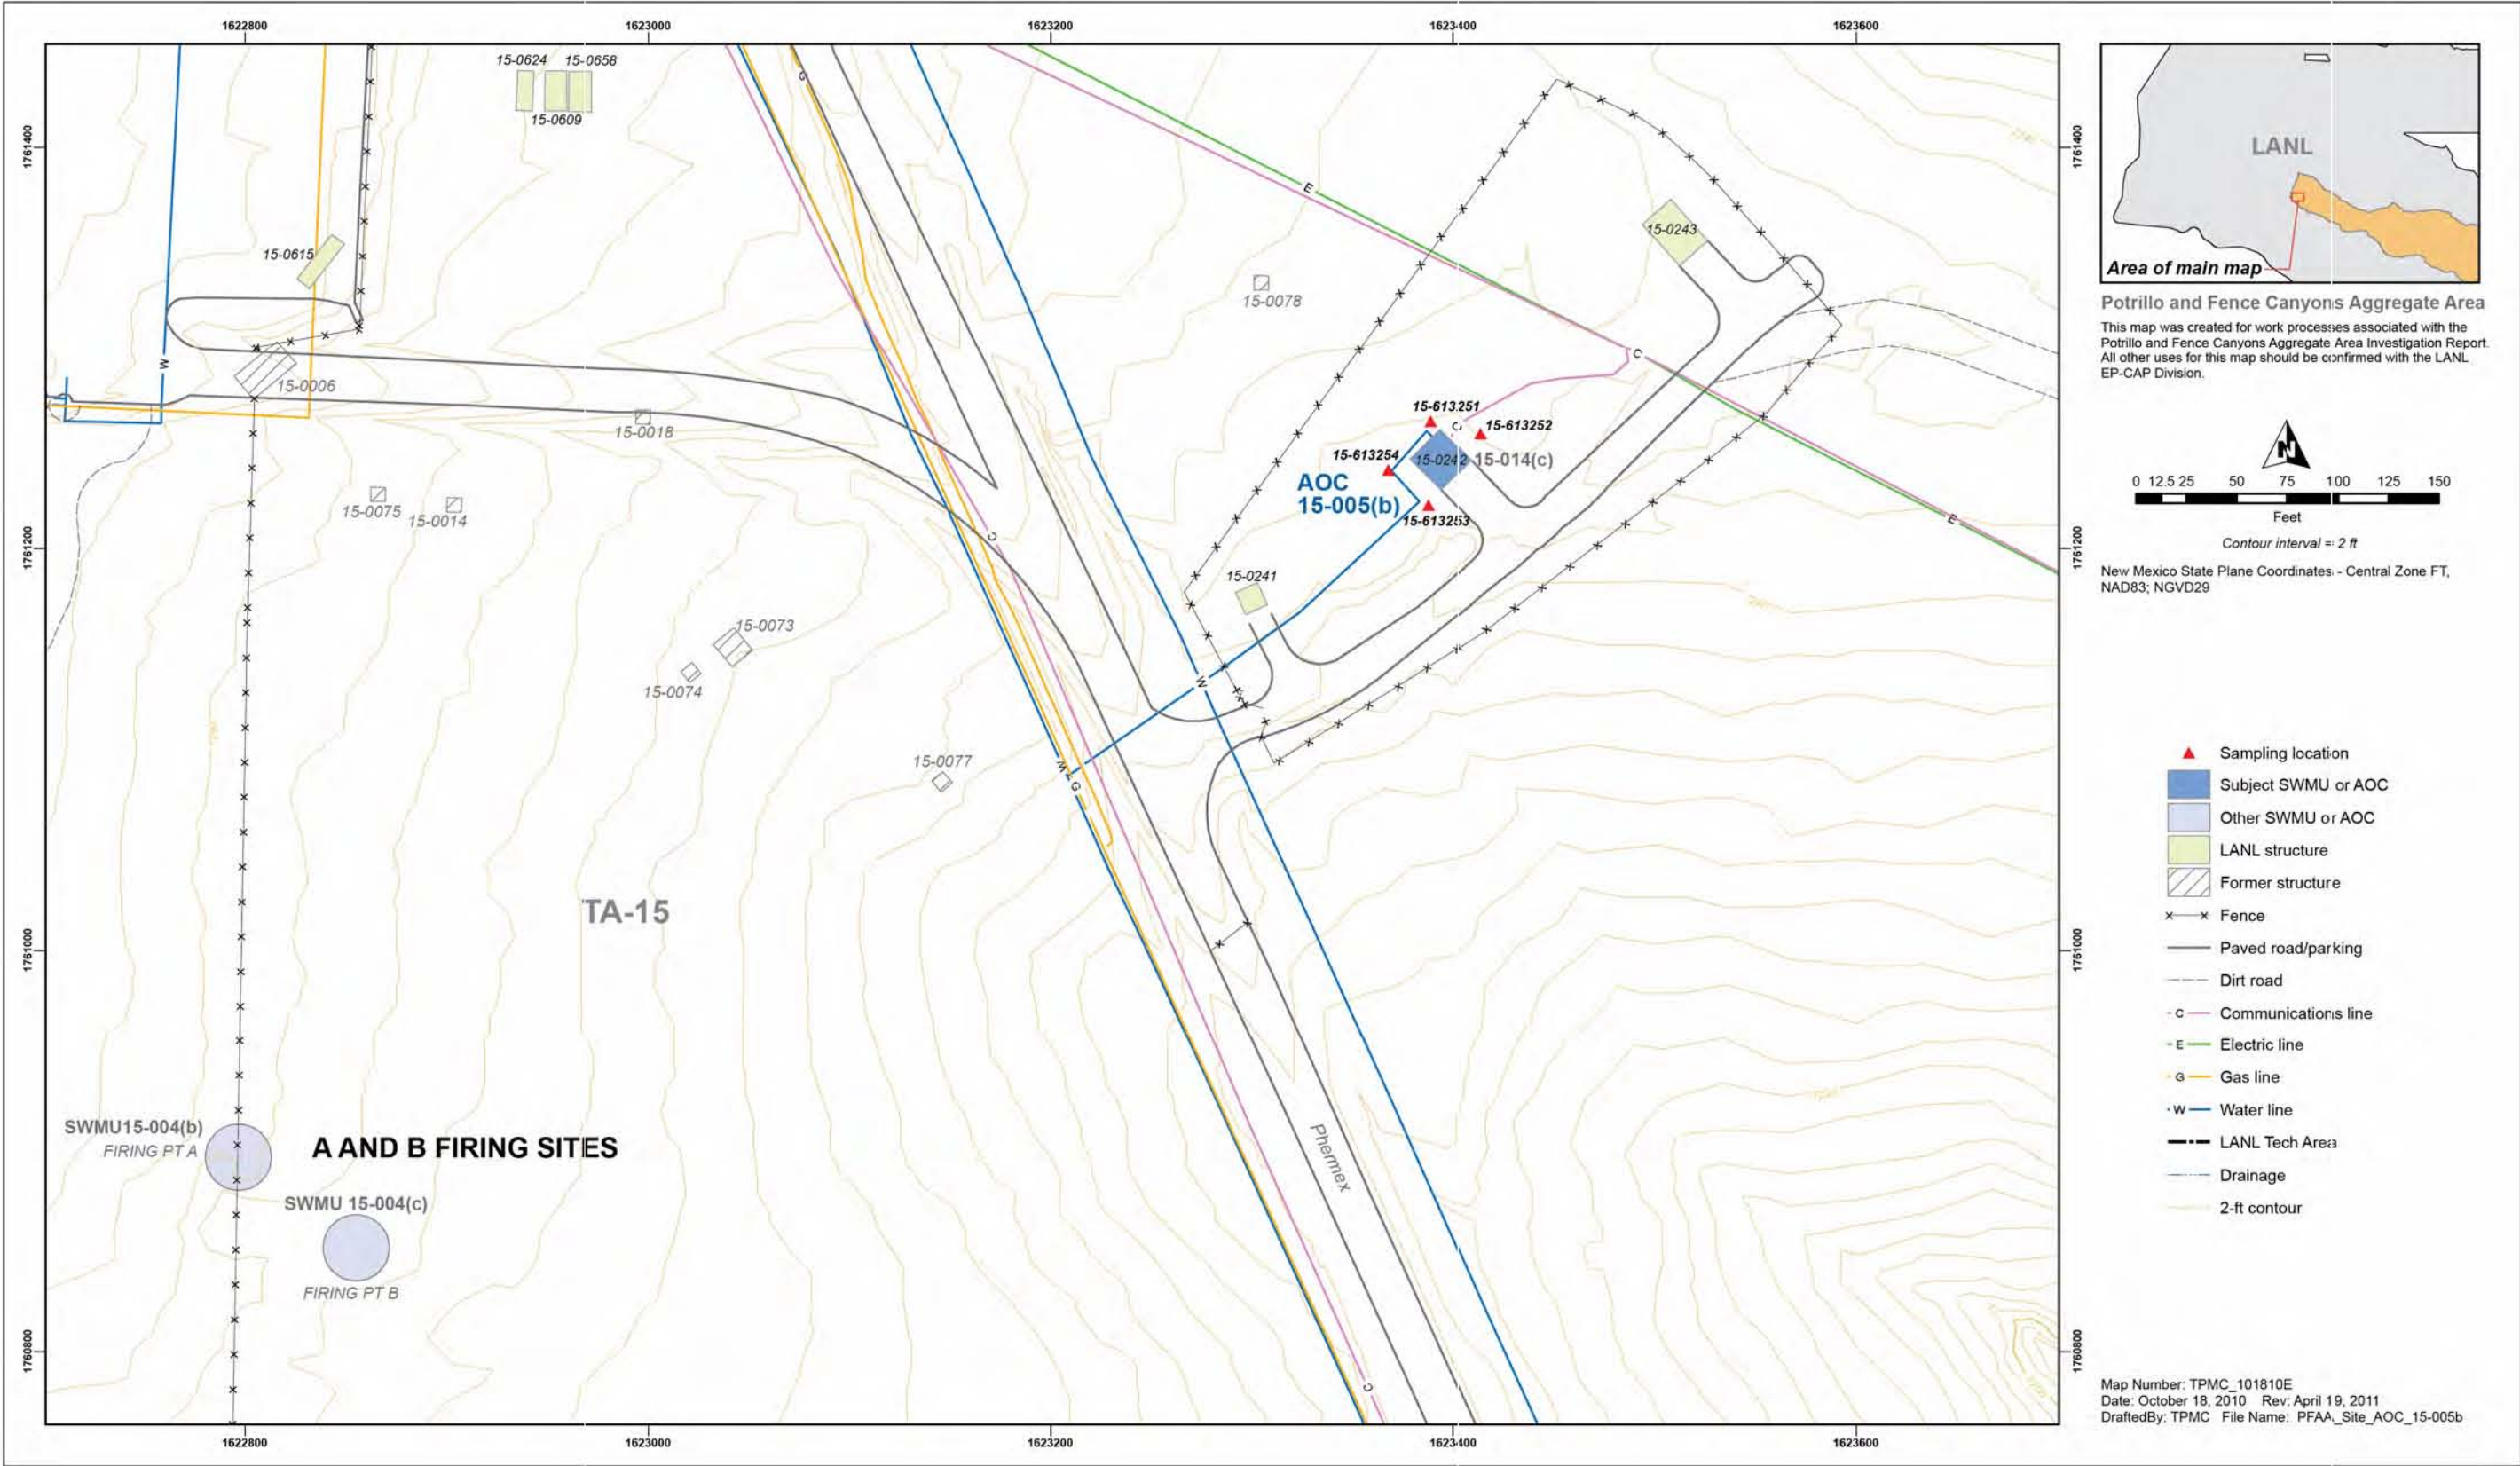 1622800
1623000
1623200
1623400
1623600
1761400
1761200
1761000
1760800
15-0624
15-0658
15-0609
15-0615
W
15-0006
15-0018
15-0075
15-0014
15-0073
15-0074
15-0077
G
E
15-0078
15-0243
C
15-613251
C
15-613252
15-613254
15-0242
15-014(c)
AOC
15-005(b)
15-613253
C
E
15-0241
W
W
G
TA-15
SWMU15-004(b)
FIRING PT A
A AND B FIRING SITES
SWMU 15-004(c)
FIRING PT B
Phermex
C
1761400
1761200
1761000
1760800
1622800
1623000
1623200
1623400
1623600
LANL
Area of main map
Potrillo and Fence Canyons Aggregate Area
This map was created for work processes associated with the
Potrillo and Fence Canyons Aggregate Area Investigation Report.
All other uses for this map should be confirmed with the LANL
EP-CAP Division.
N
0 12.5 25 50 75 100 125 150
Feet
Contour interval = 2 ft
New Mexico State Plane Coordinates - Central Zone FT,
NAD83; NGVD29
Sampling location
Subject SWMU or AOC
Other SWMU or AOC
LANL structure
Former structure
Fence
Paved road/parking
Dirt road
C Communications line
E Electric line
G Gas line
W Water line
LANL Tech Area
Drainage
2-ft contour
Map Number: TPMC_101810E
Date: October 18, 2010 Rev: April 19, 2011
DraftedBy: TPMC File Name: PFAA_Site_AOC_15-005b